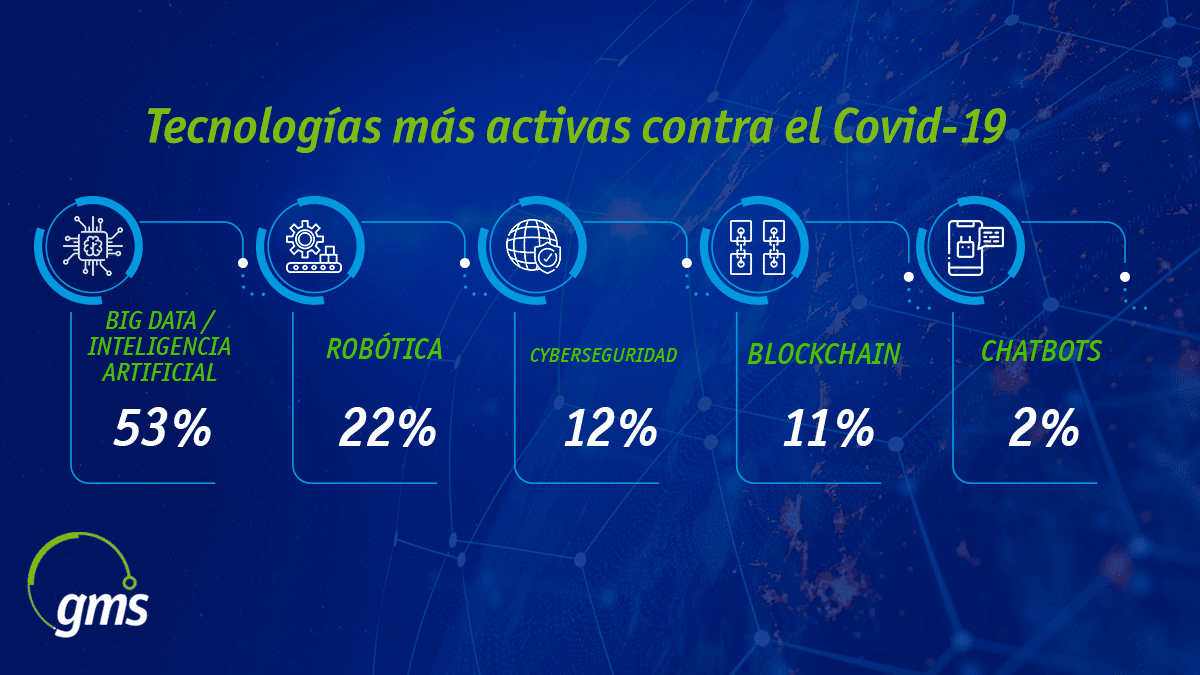 Tecnologías más activas contra el Covid-19
BIG DATA /
INTELIGENCIA
ARTIFICIAL
53%
ROBÓTICA
22%
CYBERSEGURIDAD
12%
BLOCKCHAIN
11%
CHATBOTS
2%
gms